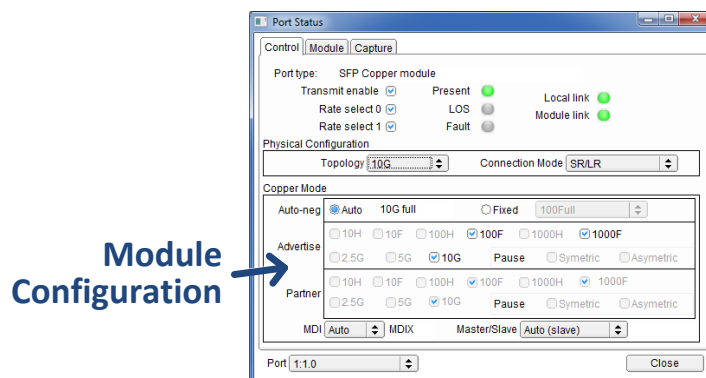 Port Status
Control Module Capture
Port type: SFP Copper module
Transmit enable Present Local link
Rate select 0 LOS Module link
Rate select 1 Fault
Physical Configuration
Topology 10G Connection Mode SR/LR
Copper Mode
Auto-neg Auto 10G full Fixed 100Full
Advertise
10H 10F 100H 100F 1000H 1000F
2.5G 5G 10G Pause Symetric Asymetric
Partner
10H 10F 100H 100F 1000H 1000F
2.5G 5G 10G Pause Symetric Asymetric
MDI Auto MDIX Master/Slave Auto (slave)
Port 1:1.0 Close
Module
Configuration